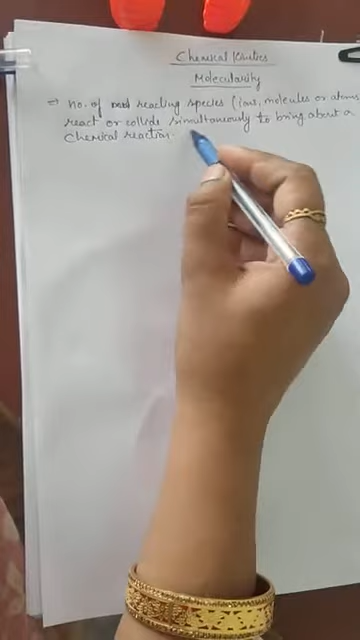 Chemical Kinetics
Molecularity
⇒ no. of reacting species (ions, molecules or atoms
react or collide simultaneously to bring about a
Chemical reaction.